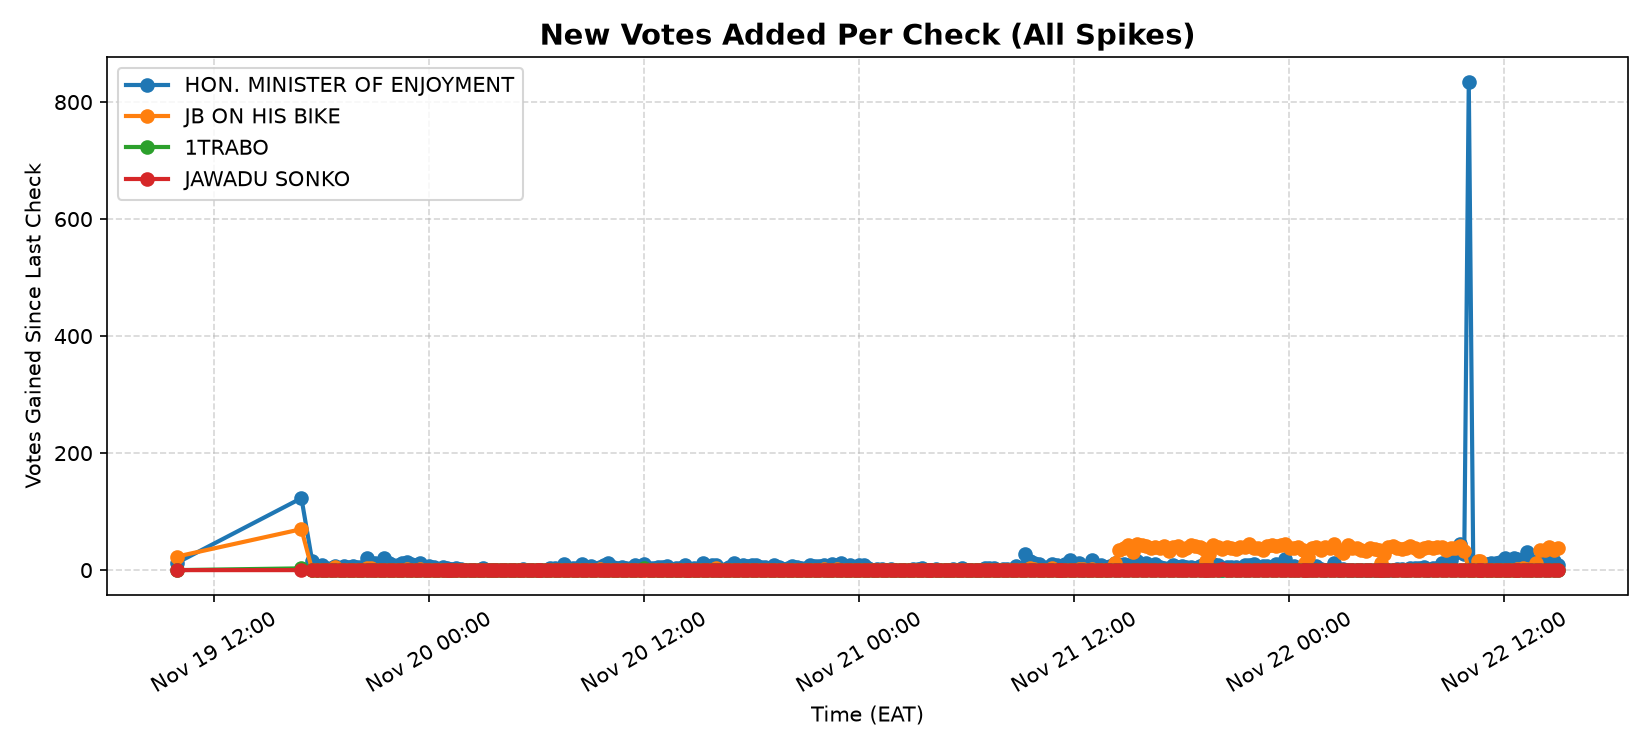 New Votes Added Per Check (All Spikes)
HON. MINISTER OF ENJOYMENT
JB ON HIS BIKE
1TRABO
JAWADU SONKO
Votes Gained Since Last Check
800
600
400
200
0
Nov 19 12:00
Nov 20 00:00
Nov 20 12:00
Nov 21 00:00
Nov 21 12:00
Nov 22 00:00
Nov 22 12:00
Time (EAT)